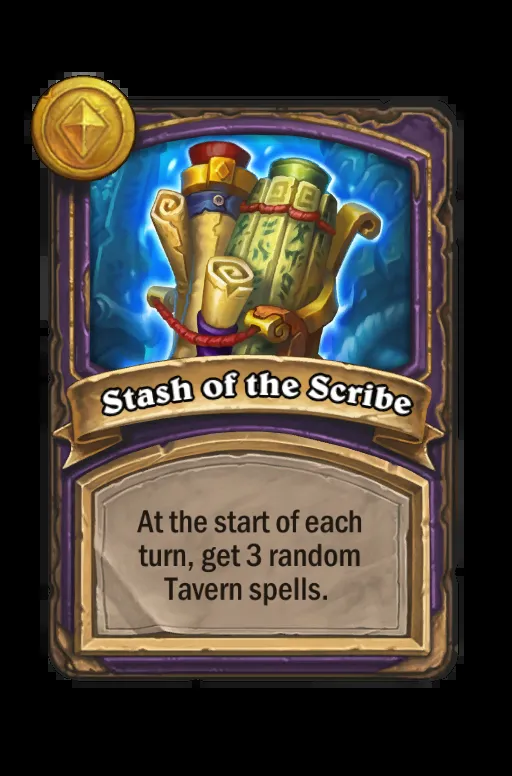 Stash of the Scribe
At the start of each
turn, get 3 random
Tavern spells.